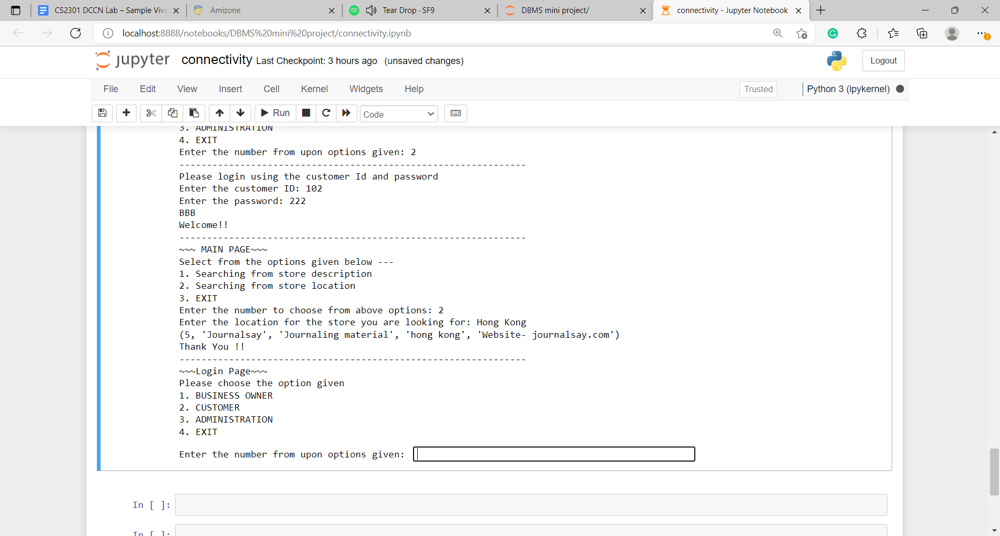 CS2301 DCCN Lab – Sample Viva
Amizone
Tear Drop · SF9
DBMS mini project/
connectivity - Jupyter Notebook
localhost:8888/notebooks/DBMS%20mini%20project/connectivity.ipynb
jupyter connectivity Last Checkpoint: 3 hours ago (unsaved changes)
Logout
File Edit View Insert Cell Kernel Widgets Help
Trusted
Python 3 (ipykernel)
Run
Code
3. ADMINISTRATION
4. EXIT
Enter the number from upon options given: 2
---------------------------------------------------------------
Please login using the customer Id and password
Enter the customer ID: 102
Enter the password: 222
BBB
Welcome!!
---------------------------------------------------------------
~~~ MAIN PAGE~~~
Select from the options given below ---
1. Searching from store description
2. Searching from store location
3. EXIT
Enter the number to choose from above options: 2
Enter the location for the store you are looking for: Hong Kong
(5, 'Journalsay', 'Journaling material', 'hong kong', 'Website- journalsay.com')
Thank You !!
---------------------------------------------------------------
~~~Login Page~~~
Please choose the option given
1. BUSINESS OWNER
2. CUSTOMER
3. ADMINISTRATION
4. EXIT
Enter the number from upon options given:
In [ ]:
In [ ]: